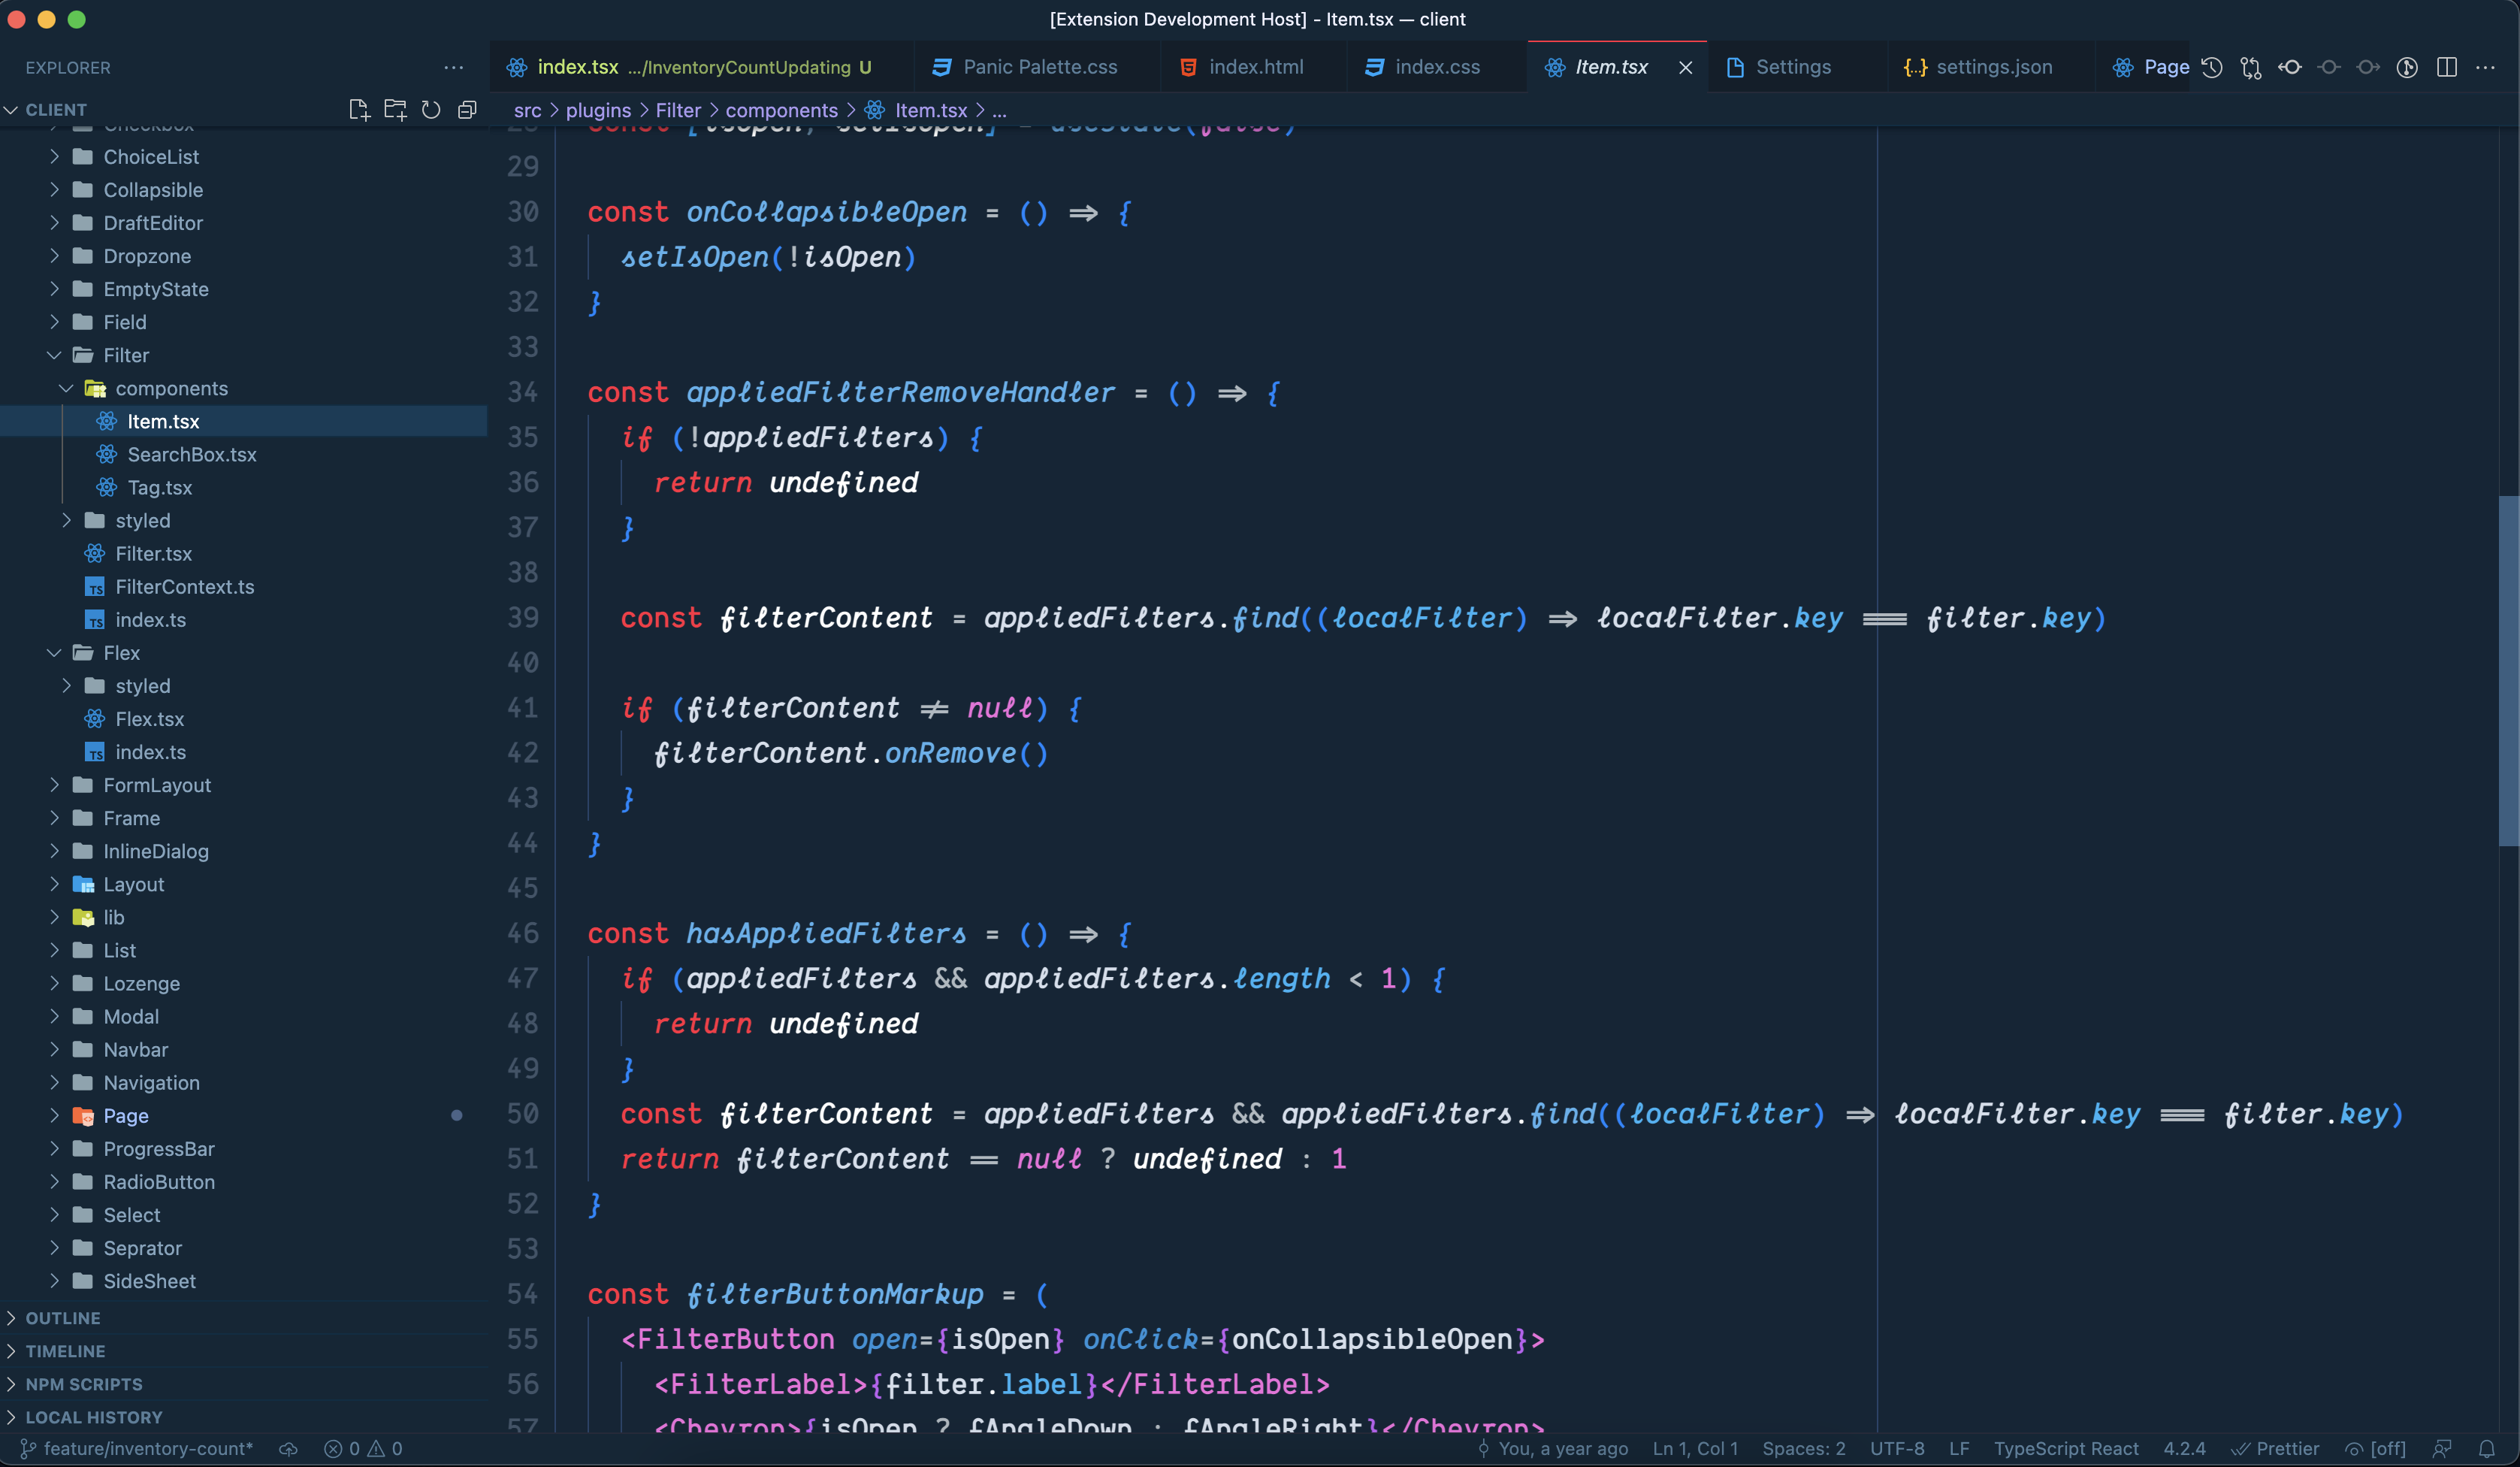 [Extension Development Host] - Item.tsx — client
EXPLORER
index.tsx .../InventoryCountUpdating U
Panic Palette.css
index.html
index.css
Item.tsx
Settings
{..} settings.json
Page
CLIENT
src > plugins > Filter > components > Item.tsx > ...
Checkbox
ChoiceList
Collapsible
DraftEditor
Dropzone
EmptyState
Field
Filter
components
Item.tsx
SearchBox.tsx
Tag.tsx
styled
Filter.tsx
TS FilterContext.ts
TS index.ts
Flex
styled
Flex.tsx
TS index.ts
FormLayout
Frame
InlineDialog
Layout
lib
List
Lozenge
Modal
Navbar
Navigation
Page
ProgressBar
RadioButton
Select
Seprator
SideSheet
OUTLINE
TIMELINE
NPM SCRIPTS
LOCAL HISTORY
28 const [isOpen, setIsOpen] = useState(false)
29
30 const onCollapsibleOpen = () => {
31 setIsOpen(!isOpen)
32 }
33
34 const appliedFilterRemoveHandler = () => {
35 if (!appliedFilters) {
36 return undefined
37 }
38
39 const filterContent = appliedFilters.find((localFilter) => localFilter.key === filter.key)
40
41 if (filterContent != null) {
42 filterContent.onRemove()
43 }
44 }
45
46 const hasAppliedFilters = () => {
47 if (appliedFilters && appliedFilters.length < 1) {
48 return undefined
49 }
50 const filterContent = appliedFilters && appliedFilters.find((localFilter) => localFilter.key === filter.key)
51 return filterContent == null ? undefined : 1
52 }
53
54 const filterButtonMarkup = (
55 <FilterButton open={isOpen} onClick={onCollapsibleOpen}>
56 <FilterLabel>{filter.label}</FilterLabel>
57 <Chevron>{isOpen ? fAngleDown : fAngleRight}</Chevron>
feature/inventory-count*
0 0
You, a year ago
Ln 1, Col 1
Spaces: 2
UTF-8
LF
TypeScript React
4.2.4
Prettier
[off]